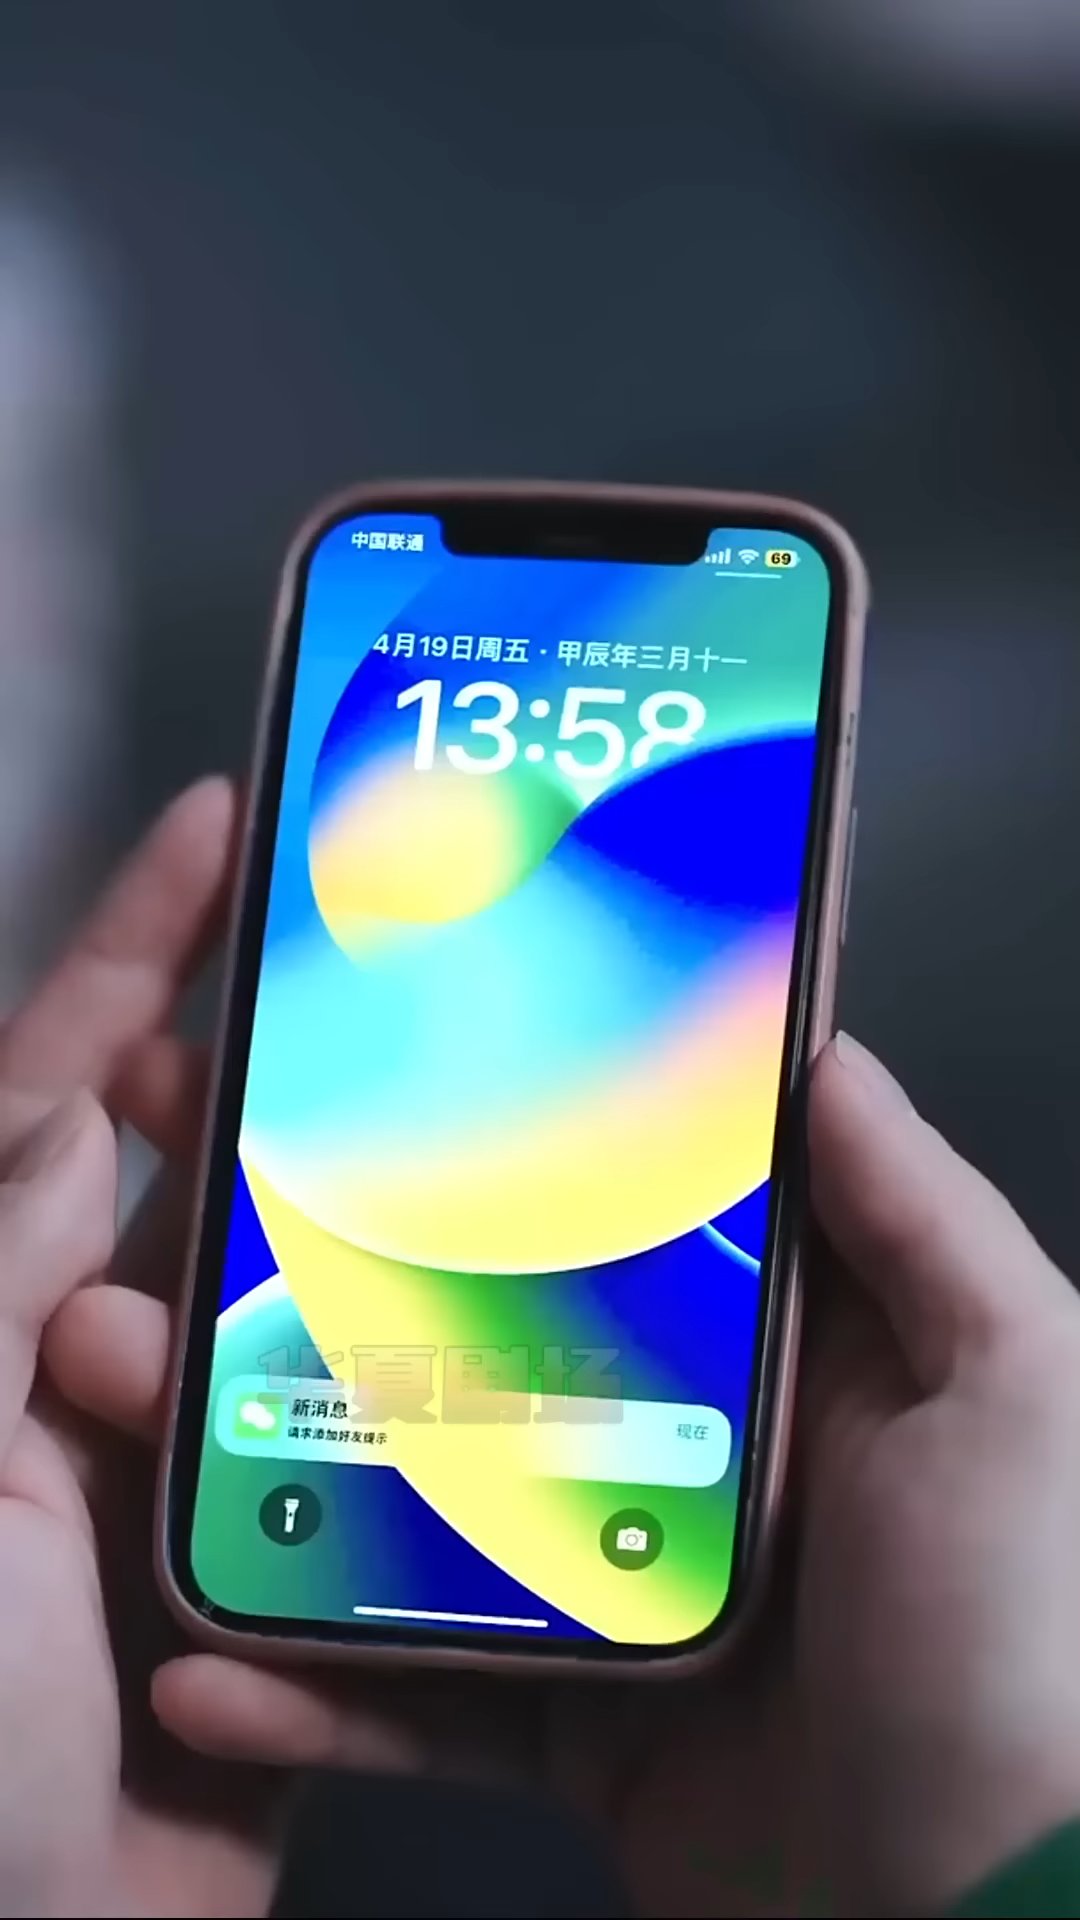 中国联通
69
4月19日周五·甲辰年三月十一
13:58
华夏剧场
新消息
现在
请求添加好友提示